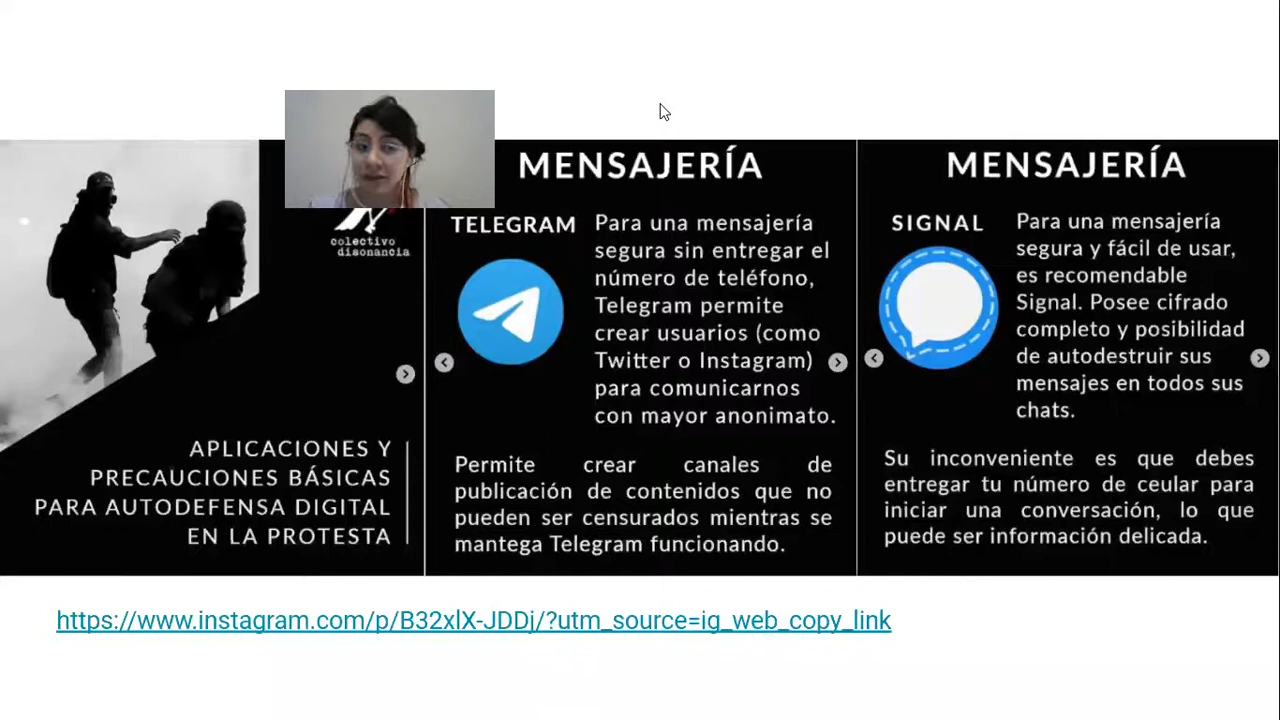 colectivo
disonancia
APLICACIONES Y
PRECAUCIONES BÁSICAS
PARA AUTODEFENSA DIGITAL
EN LA PROTESTA
MENSAJERÍA
TELEGRAM
Para una mensajería
segura sin entregar el
número de teléfono,
Telegram permite
crear usuarios (como
Twitter o Instagram)
para comunicarnos
con mayor anonimato.
Permite crear canales de
publicación de contenidos que no
pueden ser censurados mientras se
mantega Telegram funcionando.
MENSAJERÍA
SIGNAL
Para una mensajería
segura y fácil de usar,
es recomendable
Signal. Posee cifrado
completo y posibilidad
de autodestruir sus
mensajes en todos sus
chats.
Su inconveniente es que debes
entregar tu número de ceular para
iniciar una conversación, lo que
puede ser información delicada.
https://www.instagram.com/p/B32xlX-JDDj/?utm_source=ig_web_copy_link